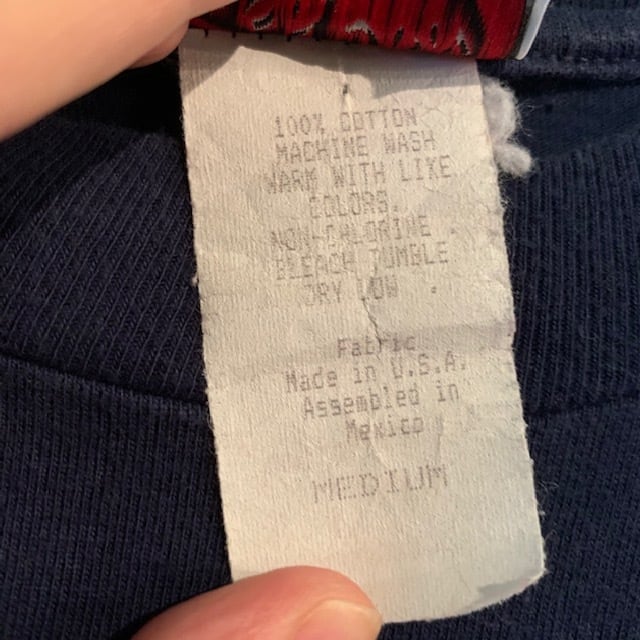 100% COTTON
MACHINE WASH
WARM WITH LIKE
COLORS.
NON-CHLORINE
BLEACH TUMBLE
DRY LOW
Fabric
Made in U.S.A.
Assembled in
Mexico
MEDIUM